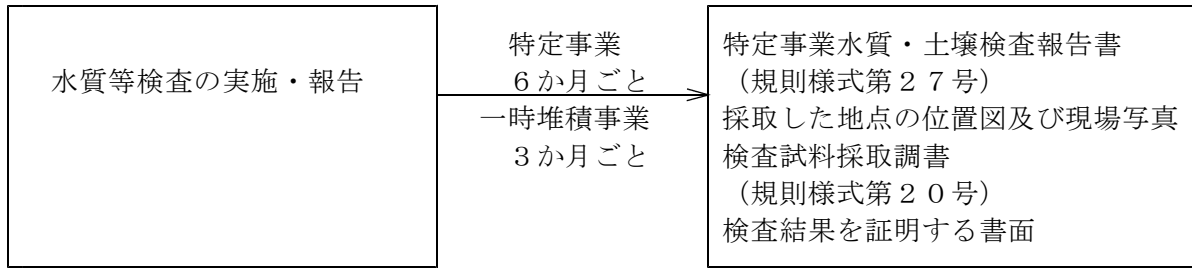 水質等検査の実施・報告
特定事業
６か月ごと
一時堆積事業
３か月ごと
特定事業水質・土壌検査報告書
（規則様式第２７号）
採取した地点の位置図及び現場写真
検査試料採取調書
（規則様式第２０号）
検査結果を証明する書面